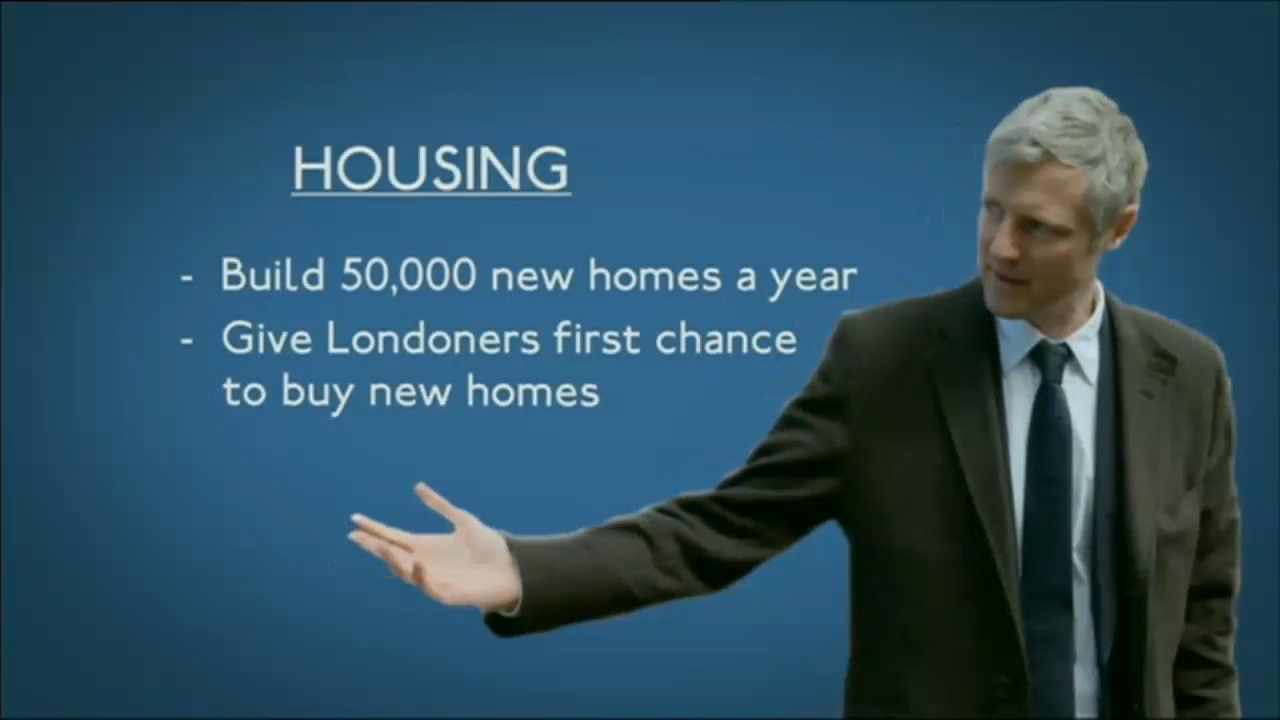 HOUSING
- Build 50,000 new homes a year
- Give Londoners first chance
to buy new homes